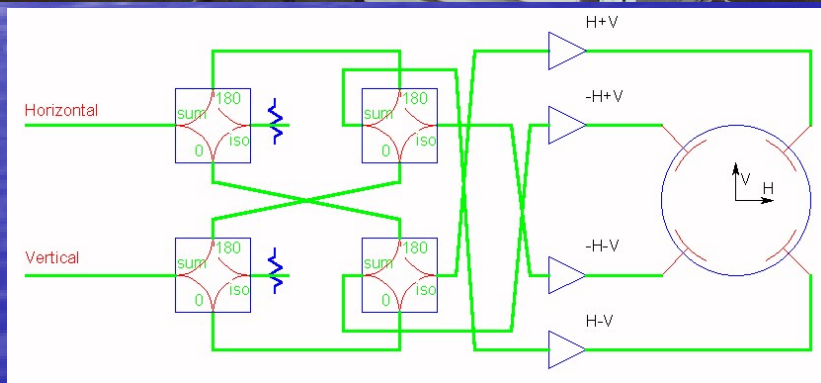 H+V
180
180
-H+V
Horizontal
sum
sum
iso
iso
0
0
V
H
180
180
Vertical
sum
sum
-H-V
iso
iso
0
0
H-V